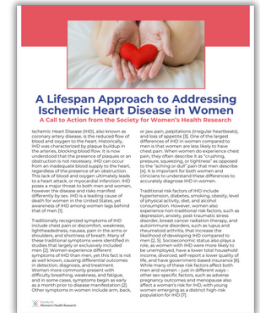 A Lifespan Approach to Addressing
Ischemic Heart Disease in Women
A Call to Action from the Society for Women's Health Research
Ischemic Heart Disease (IHD), also known as
coronary artery disease, is the reduced flow of
blood and oxygen to the heart. Historically,
IHD was characterized by plaque buildup in
the arteries, blocking blood flow. It is now
understood that the presence of plaques or an
obstruction is not necessary. IHD can occur
from an inadequate blood supply to the heart,
regardless of the presence of an obstruction.
This lack of blood and oxygen ultimately leads
to a heart attack, or myocardial infarction. IHD
poses a major threat to both men and women,
however the disease and risks manifest
differently by sex. IHD is a leading cause of
death for women in the United States, yet
awareness of IHD among women lags behind
that of men [1].
Traditionally recognized symptoms of IHD
include chest pain or discomfort, weakness,
lightheadedness, nausea, pain in the arms or
shoulders, and shortness of breath. Many of
these traditional symptoms were identified in
studies that largely or exclusively included
men [2]. Women experience different
symptoms of IHD than men, yet this fact is not
as well known, causing differential outcomes
in detection, diagnosis, and treatment.
Women more commonly present with
difficulty breathing, weakness, and fatigue,
and in some cases, symptoms begin as early
as a month prior to disease manifestation [2].
Other symptoms in women include arm, back,
or jaw pain, palpitations (irregular heartbeats),
and loss of appetite [3]. One of the largest
differences of IHD in women compared to
men is that women are less likely to have
chest pain. When women do experience chest
pain, they often describe it as "crushing,
pressure, squeezing, or tightness" as opposed
to the "aching or dull" pain that men describe
[4]. It is important for both women and
clinicians to understand these differences to
accurately diagnose IHD in women.
Traditional risk factors of IHD include
hypertension, diabetes, smoking, obesity, level
of physical activity, diet, and alcohol
consumption. However, women also
experience non-traditional risk factors, such as
depression, anxiety, post traumatic stress
disorder, breast cancer radiation therapy, and
autoimmune disorders, such as lupus and
rheumatoid arthritis, that increase the
likelihood of developing IHD compared to
men [2, 5]. Socioeconomic status also plays a
role, as women with IHD were more likely to
be unemployed, have a lower total household
income, divorced, self-report a lower quality of
life, and have government-based insurance [6].
While many of these risk factors affect both
men and women - just in different ways -
other sex-specific factors, such as adverse
pregnancy outcomes and menopause also
affect a woman's risk for IHD, with young
women emerging as a distinct high-risk
population for IHD [7].
Women's Health Research